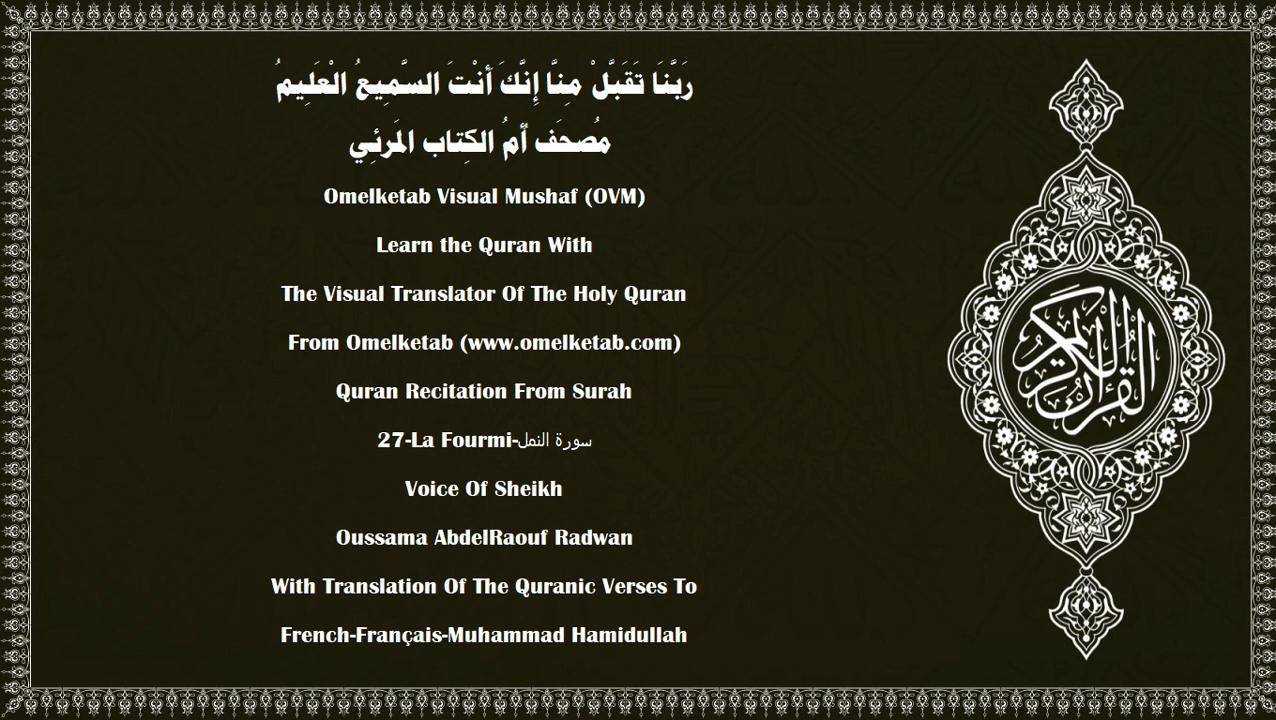 رَبَّنَا تَقَبَّلْ مِنَّا إِنَّكَ أَنْتَ السَّمِيعُ الْعَلِيمُ
مُصحَف أمُ الكِتاب المَرئِي
Omelketab Visual Mushaf (OVM)
Learn the Quran With
The Visual Translator Of The Holy Quran
From Omelketab (www.omelketab.com)
Quran Recitation From Surah
27-La Fourmi-سورة النمل
Voice Of Sheikh
Oussama AbdelRaouf Radwan
With Translation Of The Quranic Verses To
French-Français-Muhammad Hamidullah
القرآن الكريم